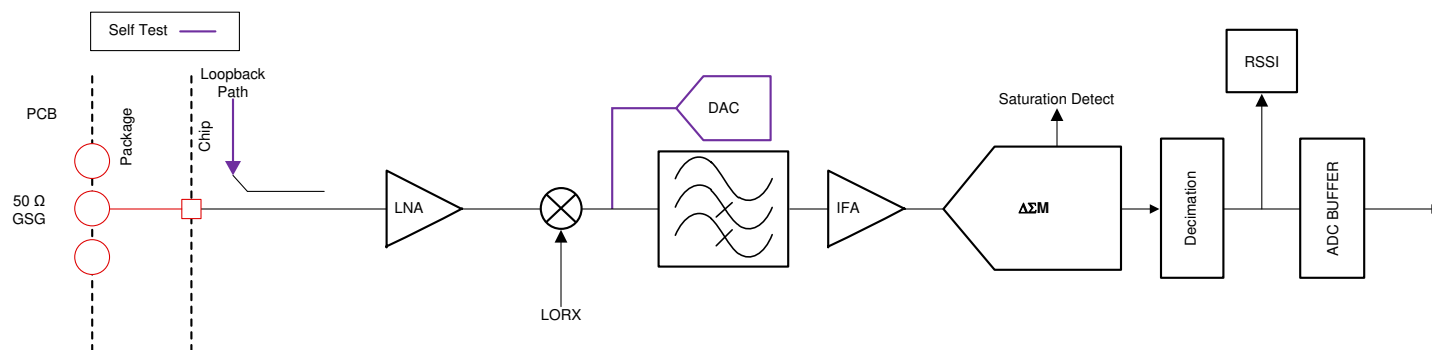 Self Test
Loopback
Path
PCB
Package
Chip
50 Ω
GSG
LNA
LORX
DAC
IFA
Saturation Detect
ΔΣM
Decimation
RSSI
ADC BUFFER